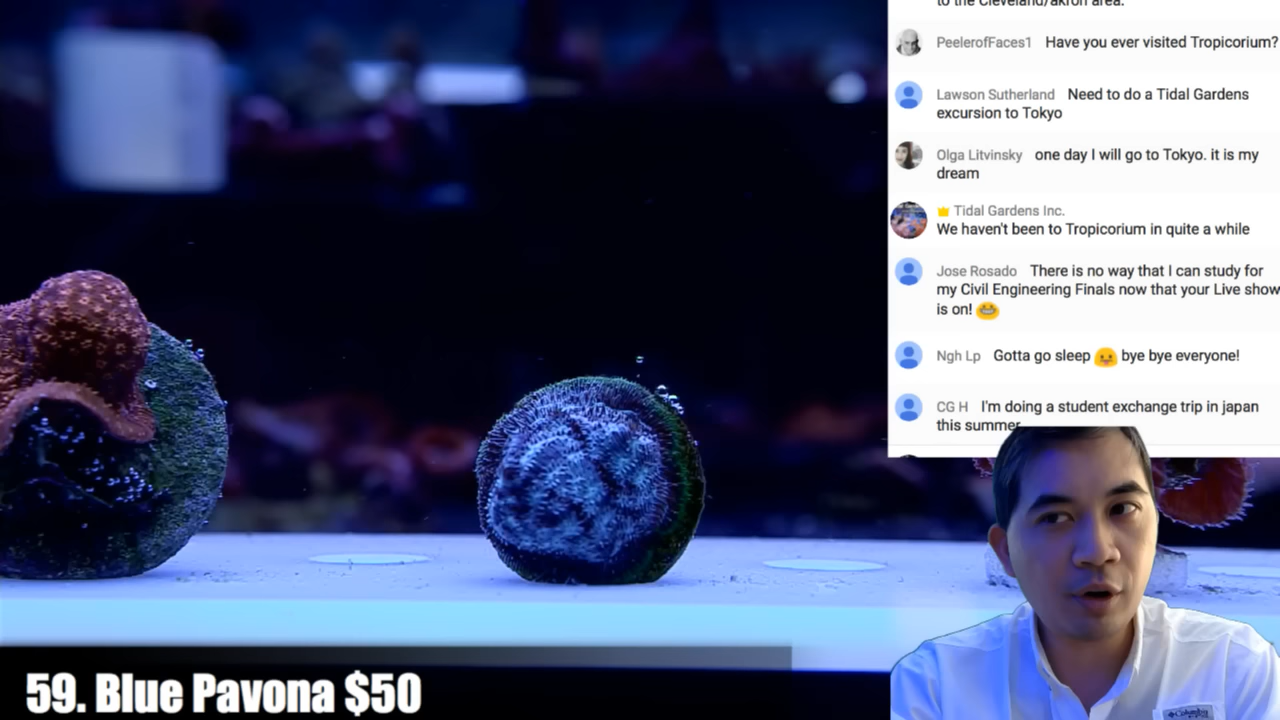 to the Cleveland/akron area.
PeelerofFaces1 Have you ever visited Tropicorium?
Lawson Sutherland Need to do a Tidal Gardens
excursion to Tokyo
Olga Litvinsky one day I will go to Tokyo. it is my
dream
Tidal Gardens Inc.
We haven't been to Tropicorium in quite a while
Jose Rosado There is no way that I can study for
my Civil Engineering Finals now that your Live show
is on!
Ngh Lp Gotta go sleep bye bye everyone!
CG H I'm doing a student exchange trip in japan
this summer
Columbia
59. Blue Pavona $50